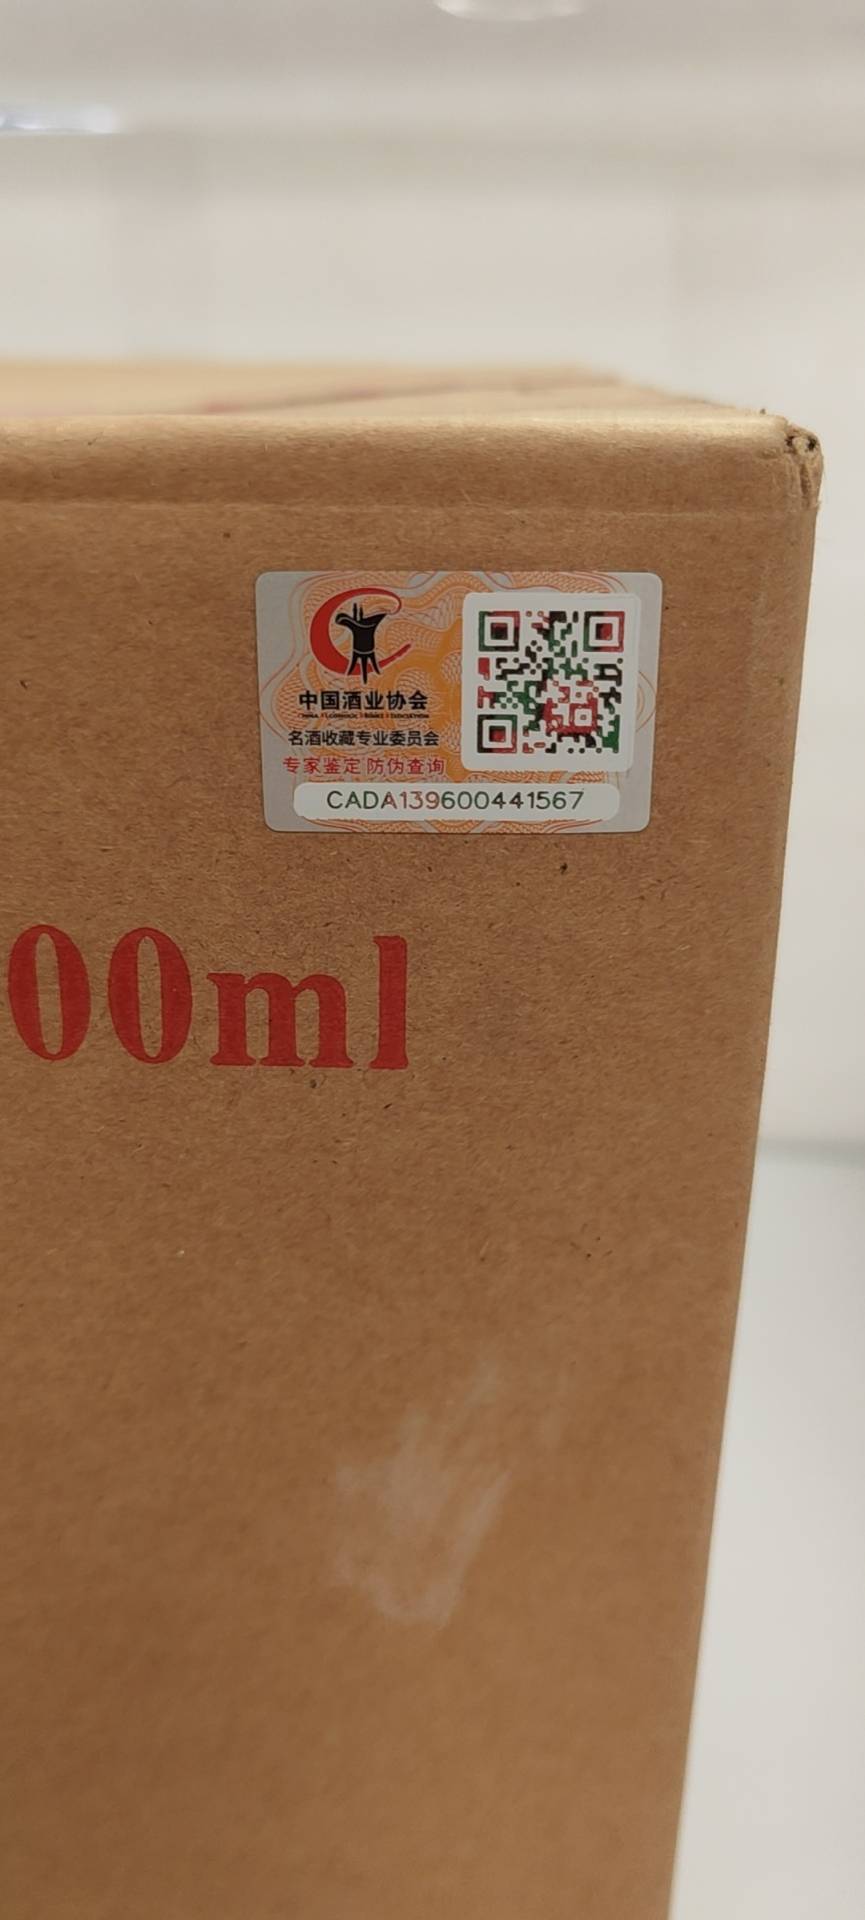 中国酒业协会
名酒收藏专业委员会
专家鉴定 防伪查询
CADA139600441567
00ml